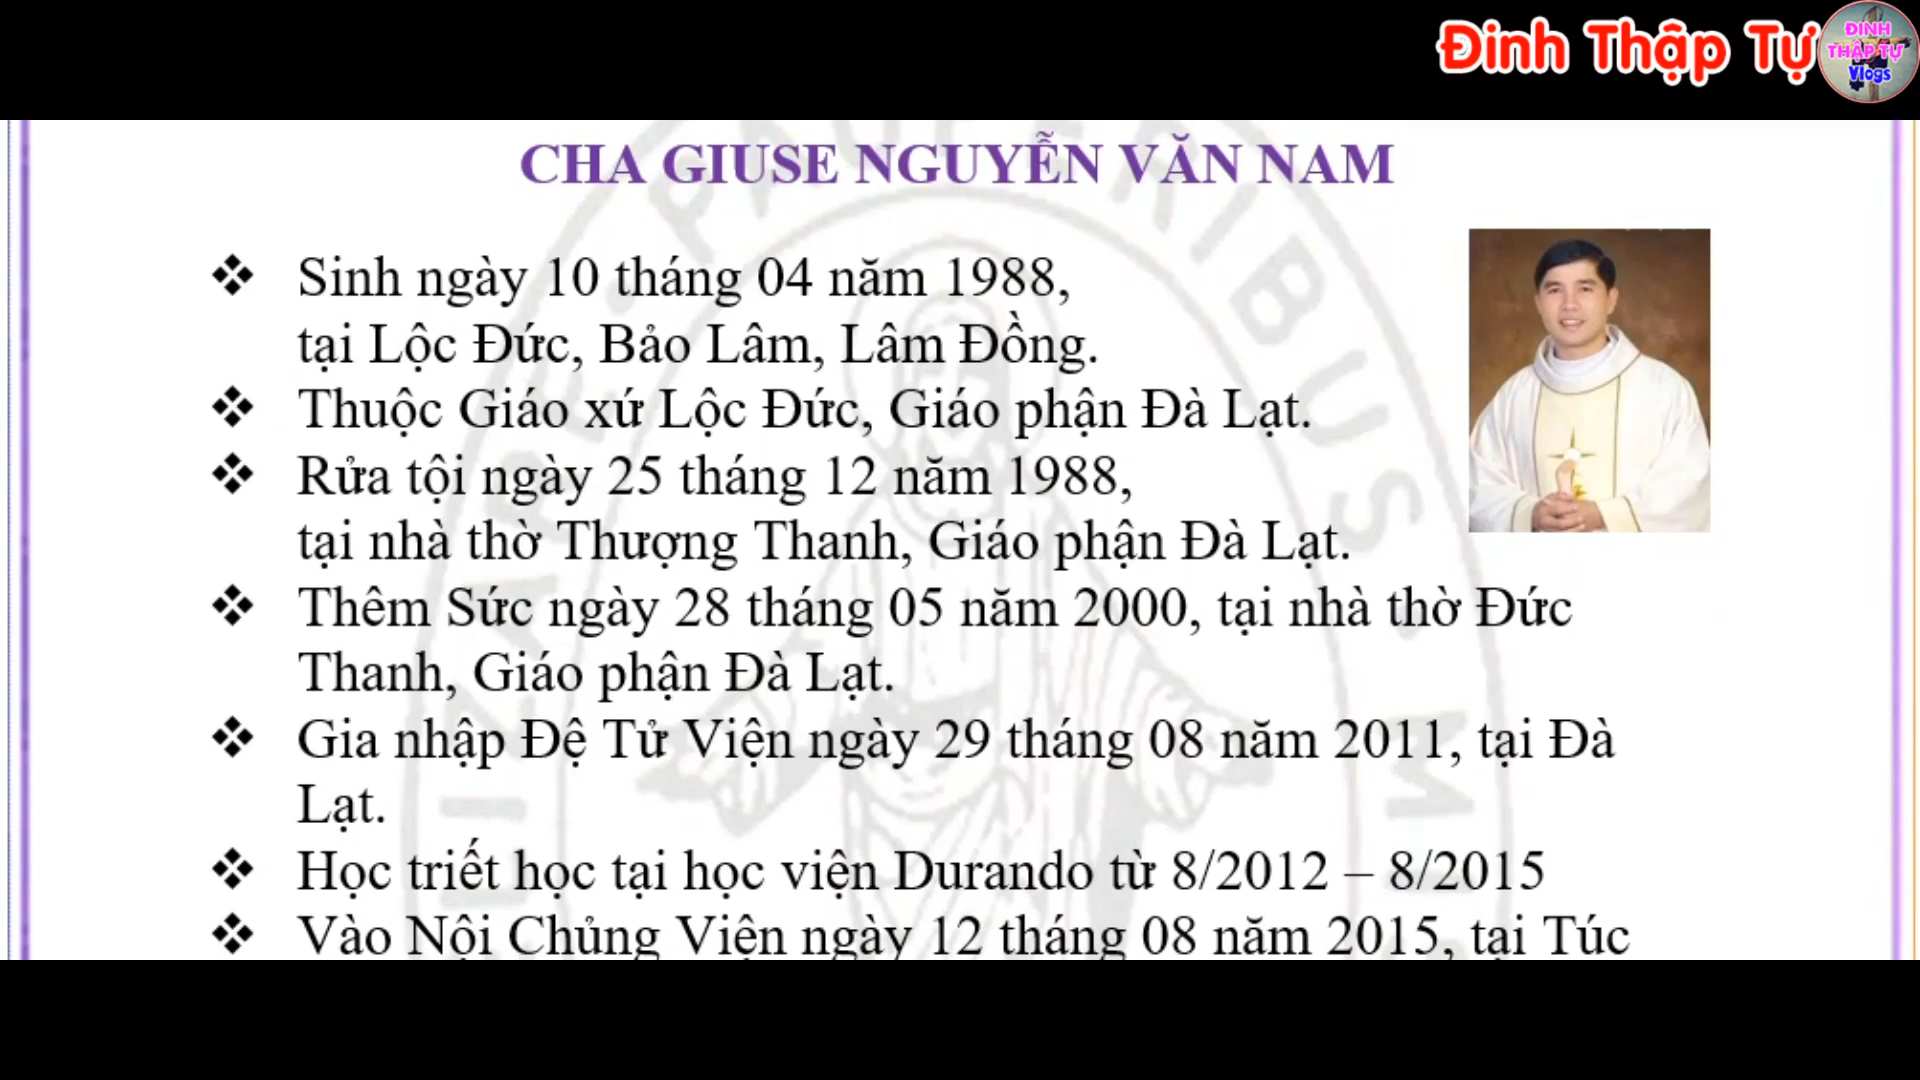 Đinh Thập Tự
ĐINH
THẬP TỰ
Vlogs
CHA GIUSE NGUYỄN VĂN NAM
❖ Sinh ngày 10 tháng 04 năm 1988,
tại Lộc Đức, Bảo Lâm, Lâm Đồng.
❖ Thuộc Giáo xứ Lộc Đức, Giáo phận Đà Lạt.
❖ Rửa tội ngày 25 tháng 12 năm 1988,
tại nhà thờ Thượng Thanh, Giáo phận Đà Lạt.
❖ Thêm Sức ngày 28 tháng 05 năm 2000, tại nhà thờ Đức
Thanh, Giáo phận Đà Lạt.
❖ Gia nhập Đệ Tử Viện ngày 29 tháng 08 năm 2011, tại Đà
Lạt.
❖ Học triết học tại học viện Durando từ 8/2012 – 8/2015
❖ Vào Nội Chủng Viện ngày 12 tháng 08 năm 2015, tại Túc